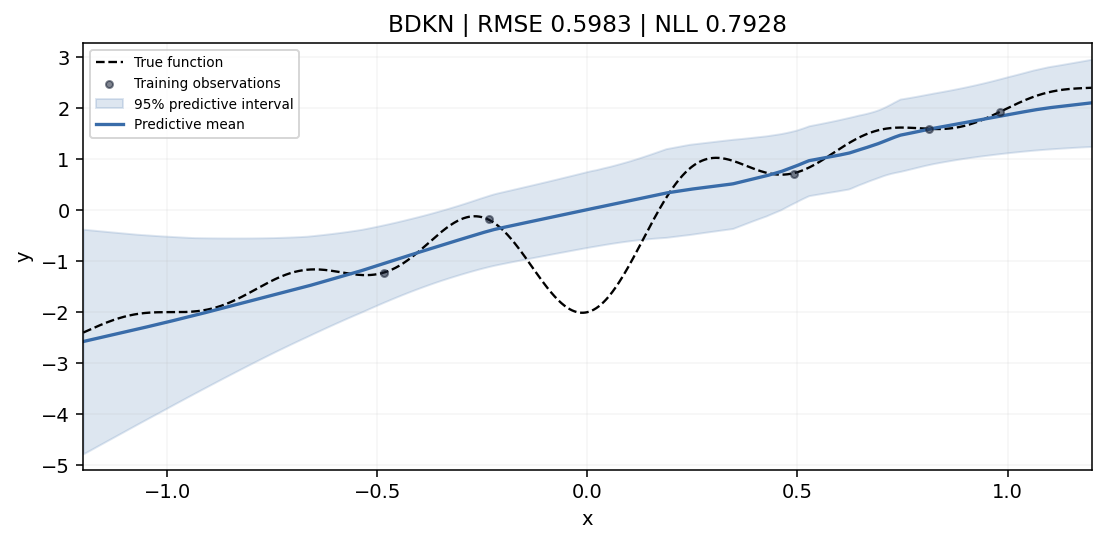 BDKN | RMSE 0.5983 | NLL 0.7928
True function
Training observations
95% predictive interval
Predictive mean
y
3
2
1
0
−1
−2
−3
−4
−5
−1.0 −0.5 0.0 0.5 1.0
x